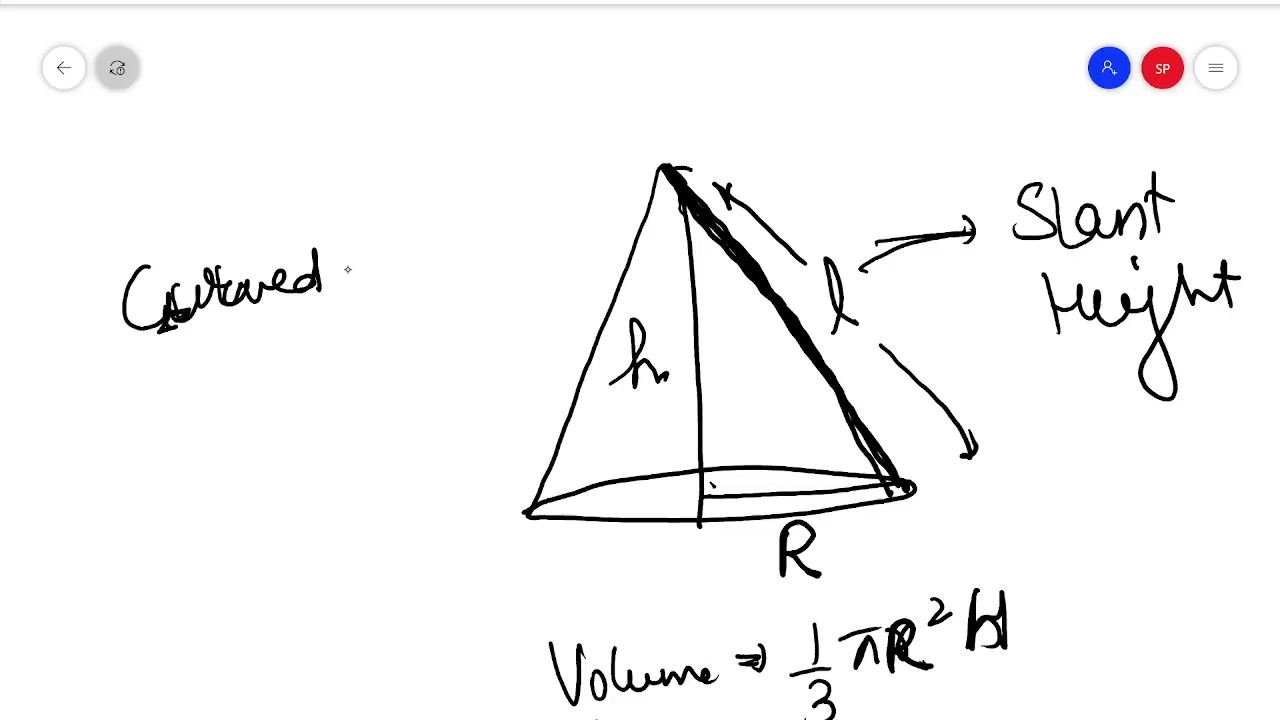 SP
Slant
Height
Curved
l
h
R
Volume ⇒ 1/3 πR² H